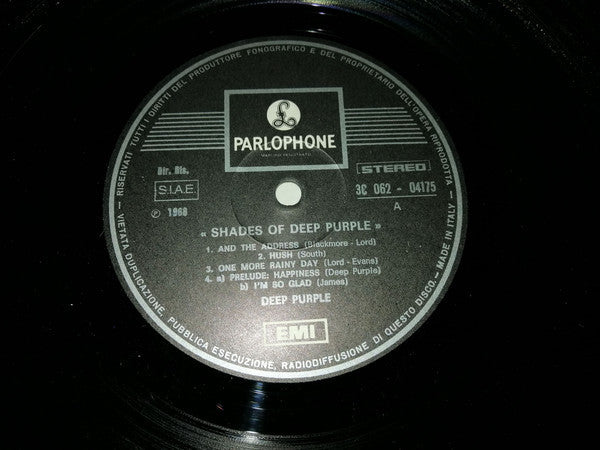 RISERVATI TUTTI I DIRITTI DEL PRODUTTORE FONOGRAFICO E DEL PROPRIETARIO DELL'OPERA RIPRODOTTA
£
PARLOPHONE
Dir. Ris.
S.I.A.E.
℗ 1968
STEREO
3C 062 - 04175
A
« SHADES OF DEEP PURPLE »
1. AND THE ADDRESS (Blackmore - Lord)
2. HUSH (South)
3. ONE MORE RAINY DAY (Lord - Evans)
4. a) PRELUDE: HAPPINESS (Deep Purple)
b) I'M SO GLAD (James)
DEEP PURPLE
EMI
- VIETATA DUPLICAZIONE, PUBBLICA ESECUZIONE, RADIODIFFUSIONE DI QUESTO DISCO. - MADE IN ITALY -